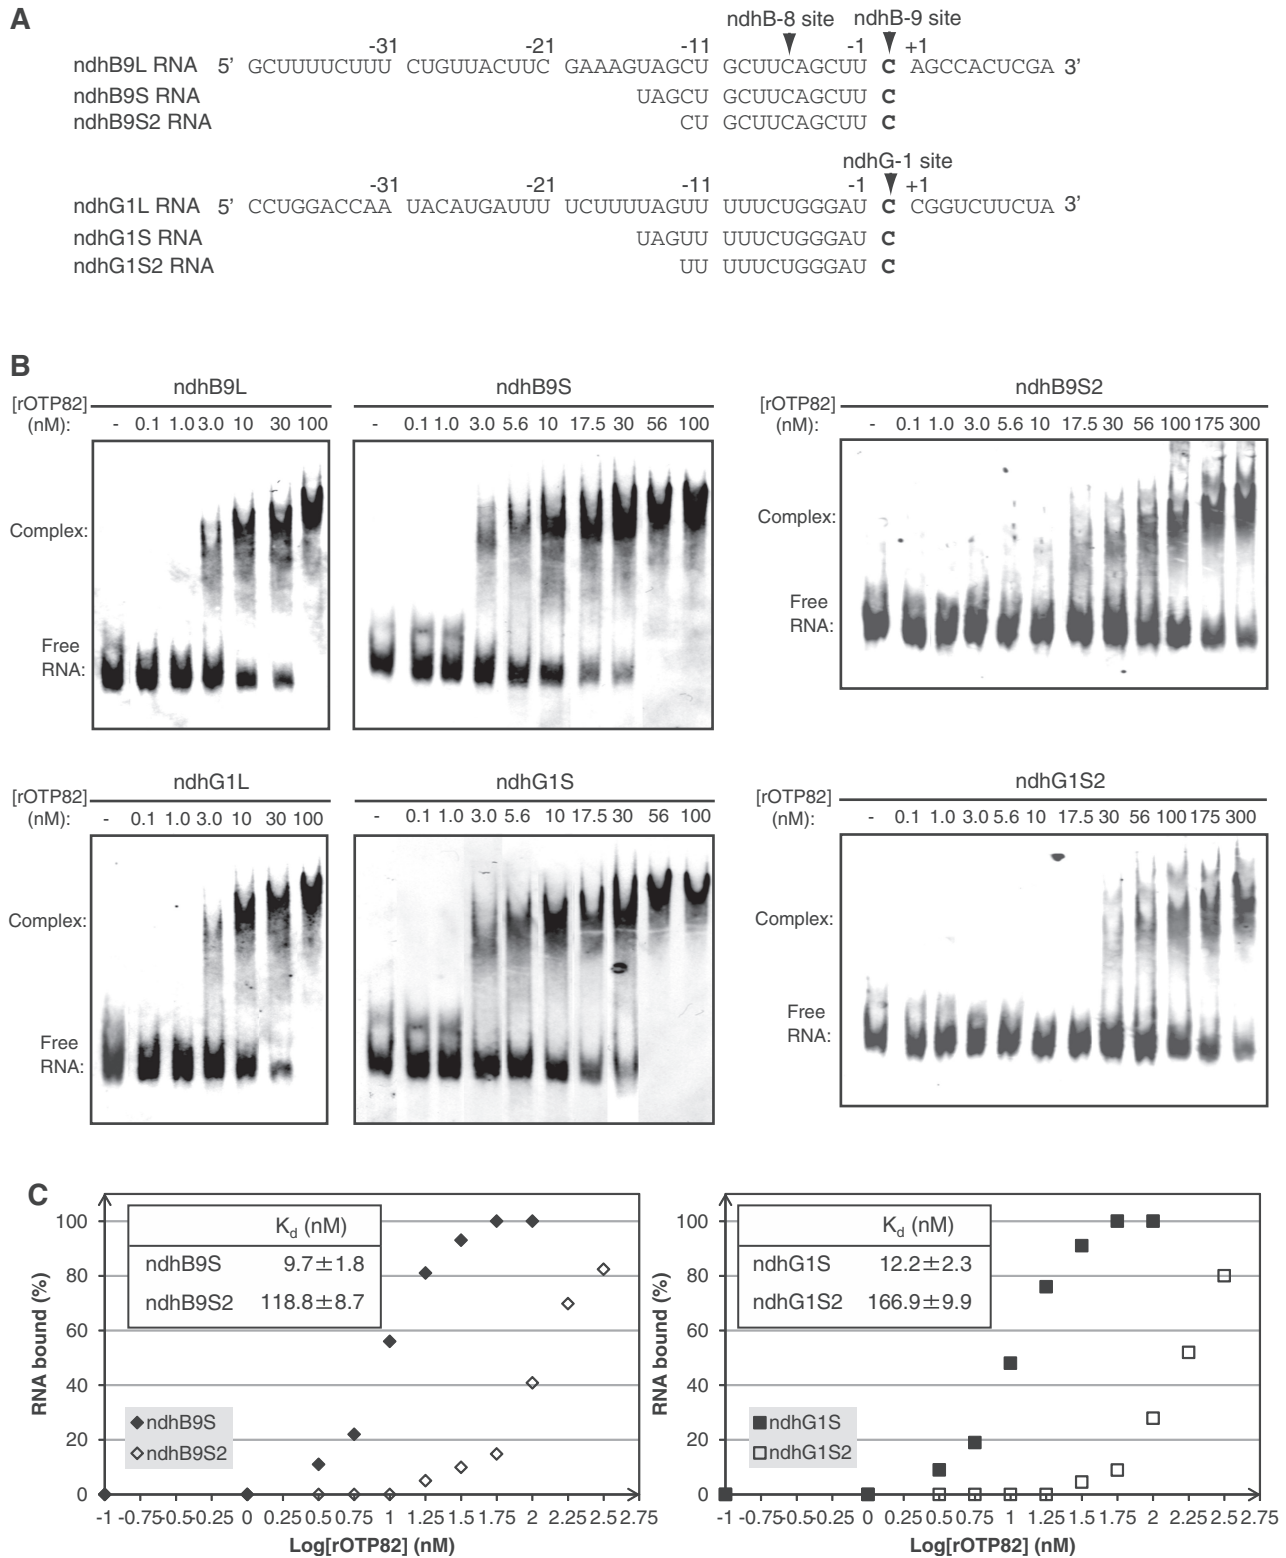 A
ndhB-8 site ndhB-9 site
-31 -21 -11 -1 +1
ndhB9L RNA 5’ GCUUUUCUUU CUGUUACUUC GAAAGUAGCU GCUUCAGCUU C AGCCACUCGA 3’
ndhB9S RNA UAGCU GCUUCAGCUU C
ndhB9S2 RNA CU GCUUCAGCUU C
ndhG-1 site
-31 -21 -11 -1 +1
ndhG1L RNA 5’ CCUGGACCAA UACAUGAUUU UCUUUUAGUU UUUCUGGGAU C CGGUCUUCUA 3’
ndhG1S RNA UAGUU UUUCUGGGAU C
ndhG1S2 RNA UU UUUCUGGGAU C
B
ndhB9L
[rOTP82]
(nM): - 0.1 1.0 3.0 10 30 100
Complex:
Free
RNA:
ndhB9S
- 0.1 1.0 3.0 5.6 10 17.5 30 56 100
ndhB9S2
[rOTP82]
(nM): - 0.1 1.0 3.0 5.6 10 17.5 30 56 100 175 300
Complex:
Free
RNA:
ndhG1L
[rOTP82]
(nM): - 0.1 1.0 3.0 10 30 100
Complex:
Free
RNA:
ndhG1S
- 0.1 1.0 3.0 5.6 10 17.5 30 56 100
ndhG1S2
[rOTP82]
(nM): - 0.1 1.0 3.0 5.6 10 17.5 30 56 100 175 300
Complex:
Free
RNA:
C
RNA bound (%)
100
80
60
40
20
0
Kd (nM)
ndhB9S 9.7±1.8
ndhB9S2 118.8±8.7
ndhB9S
ndhB9S2
-1 -0.75 -0.5 -0.25 0 0.25 0.5 0.75 1 1.25 1.5 1.75 2 2.25 2.5 2.75
Log[rOTP82] (nM)
RNA bound (%)
100
80
60
40
20
0
Kd (nM)
ndhG1S 12.2±2.3
ndhG1S2 166.9±9.9
ndhG1S
ndhG1S2
-1 -0.75 -0.5 -0.25 0 0.25 0.5 0.75 1 1.25 1.5 1.75 2 2.25 2.5 2.75
Log[rOTP82] (nM)